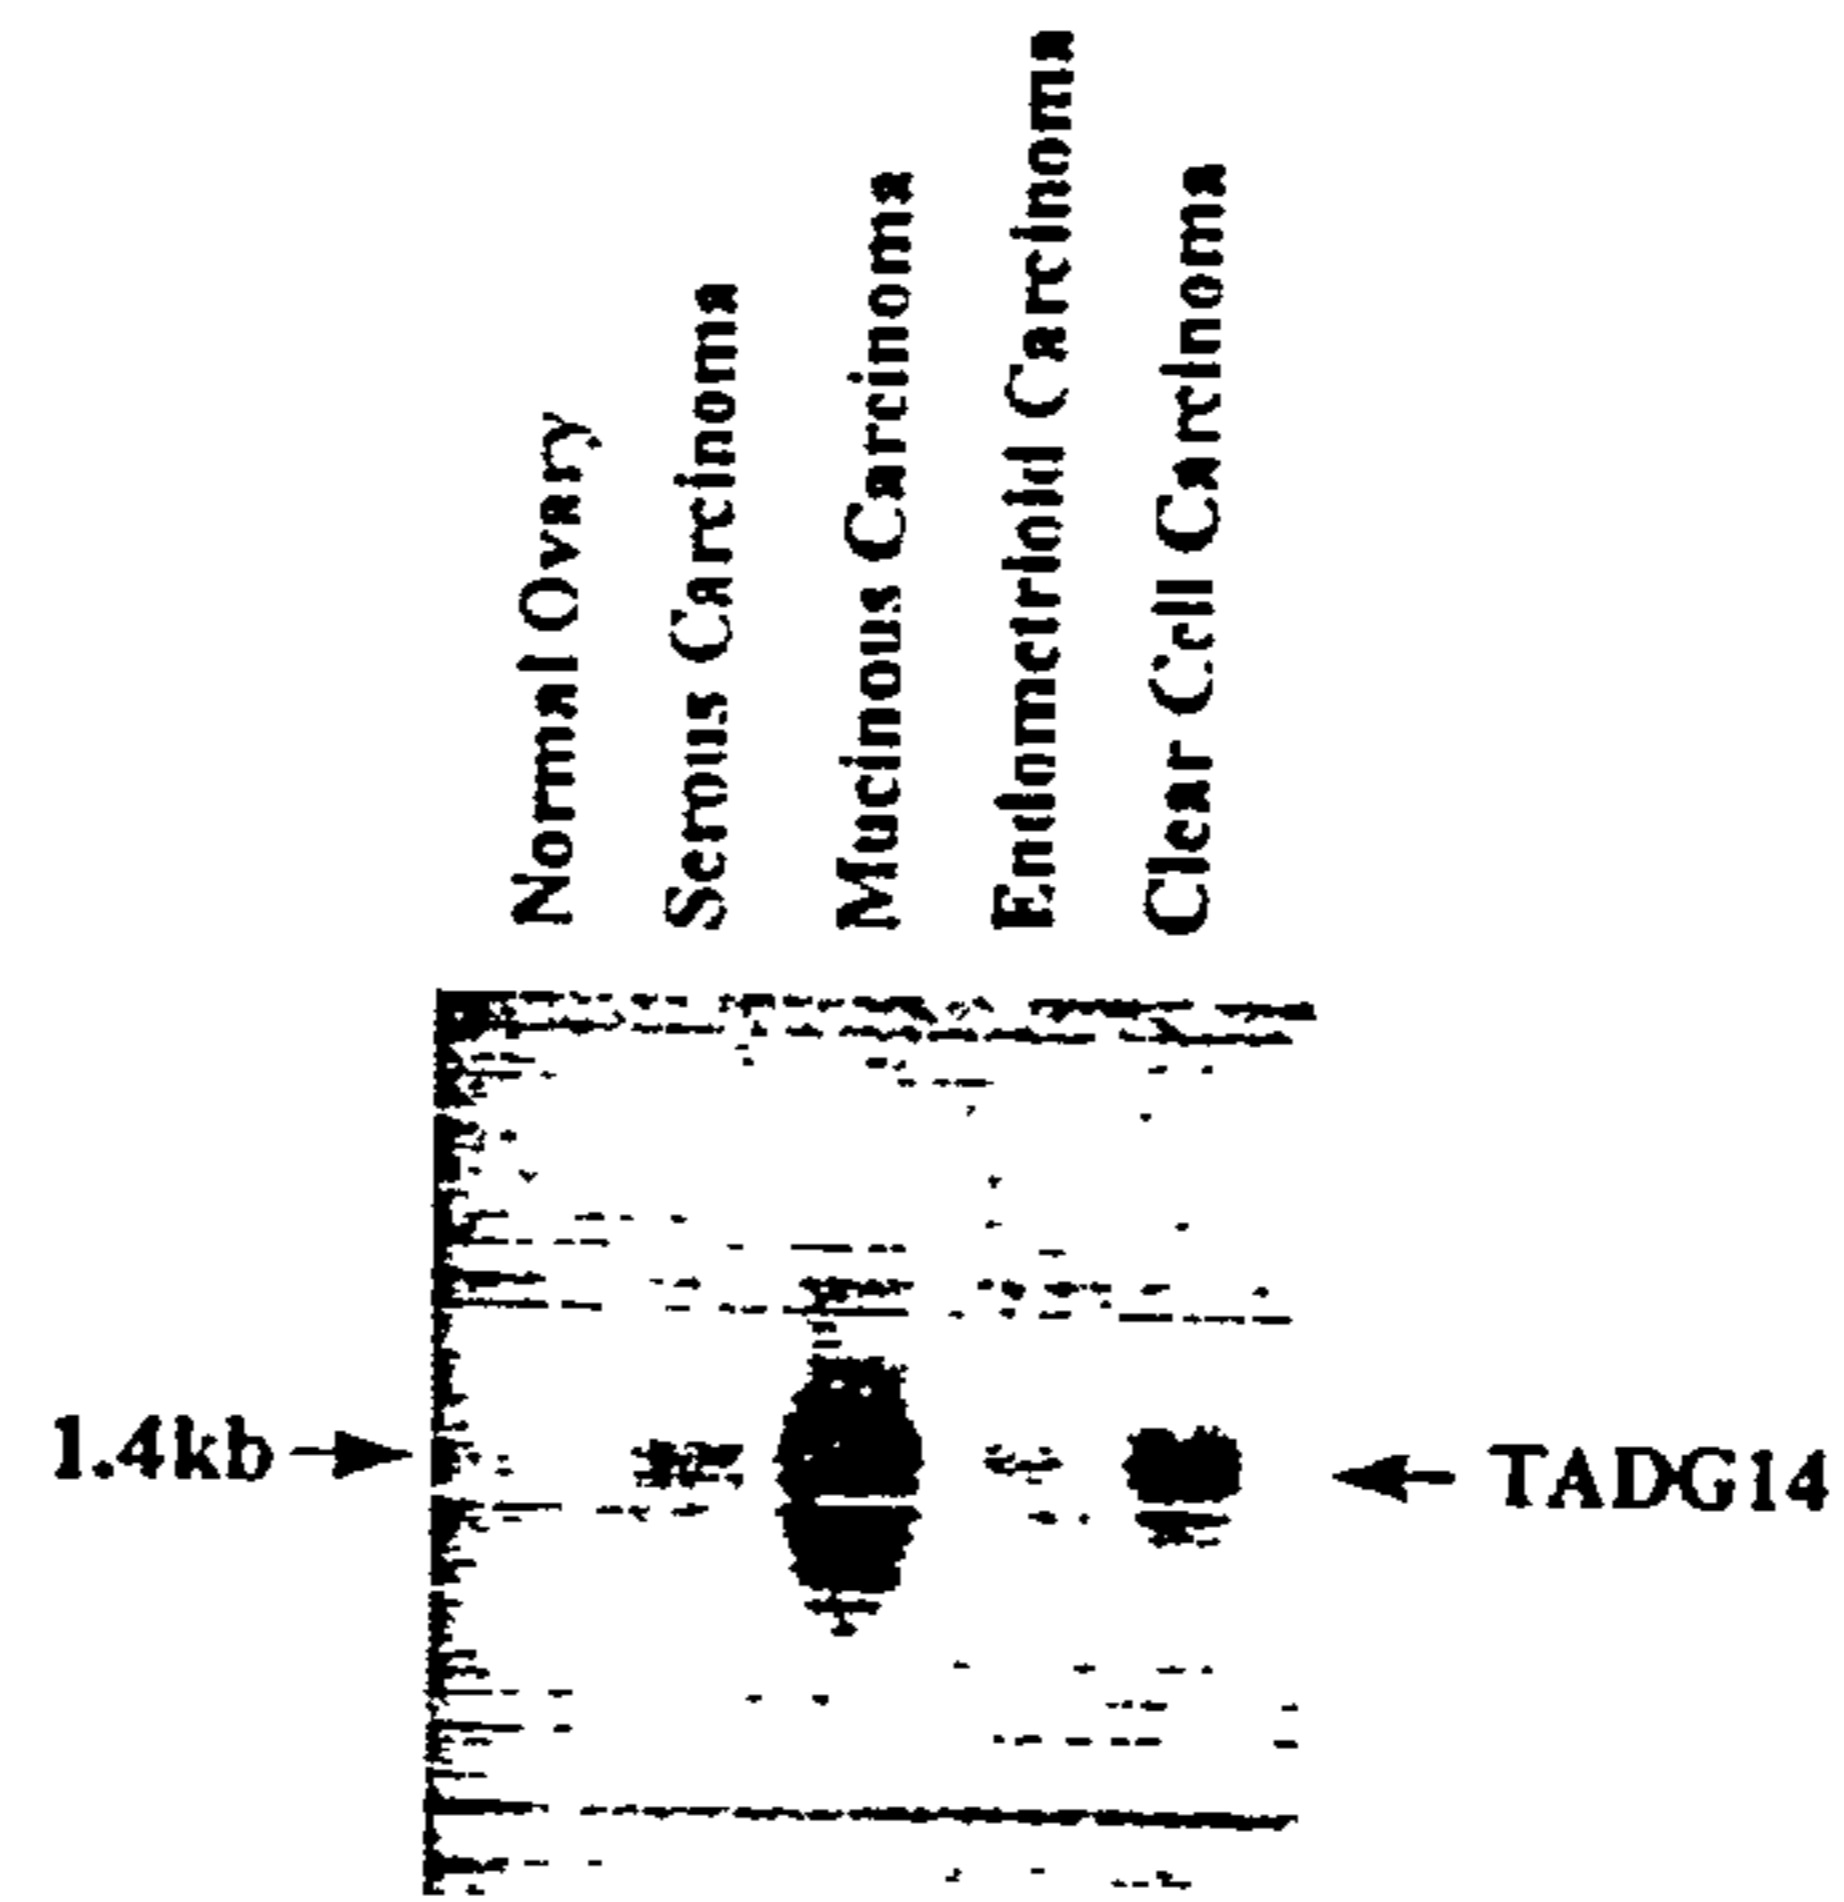 Normal Ovary
Serous Carcinoma
Mucinous Carcinoma
Endometrioid Carcinoma
Clear Cell Carcinoma
1.4kb
TADG14